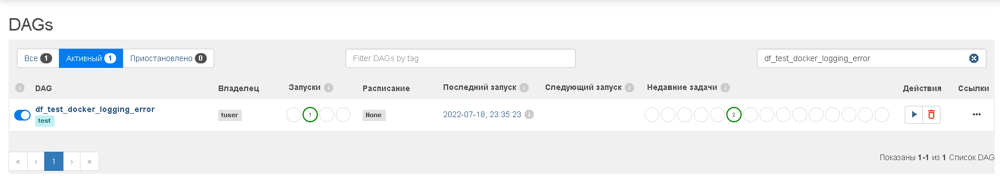 DAGs
Все 1 Активный 1 Приостановлено 0 Filter DAGs by tag df_test_docker_logging_error
DAG Владелец Запуски Расписание Последний запуск Следующий запуск Недавние задачи Действия Ссылки
df_test_docker_logging_error
test tuser 1 None 2022-07-18, 23:35:23 2
« ‹ 1 › » Показаны 1-1 из 1 Список DAG